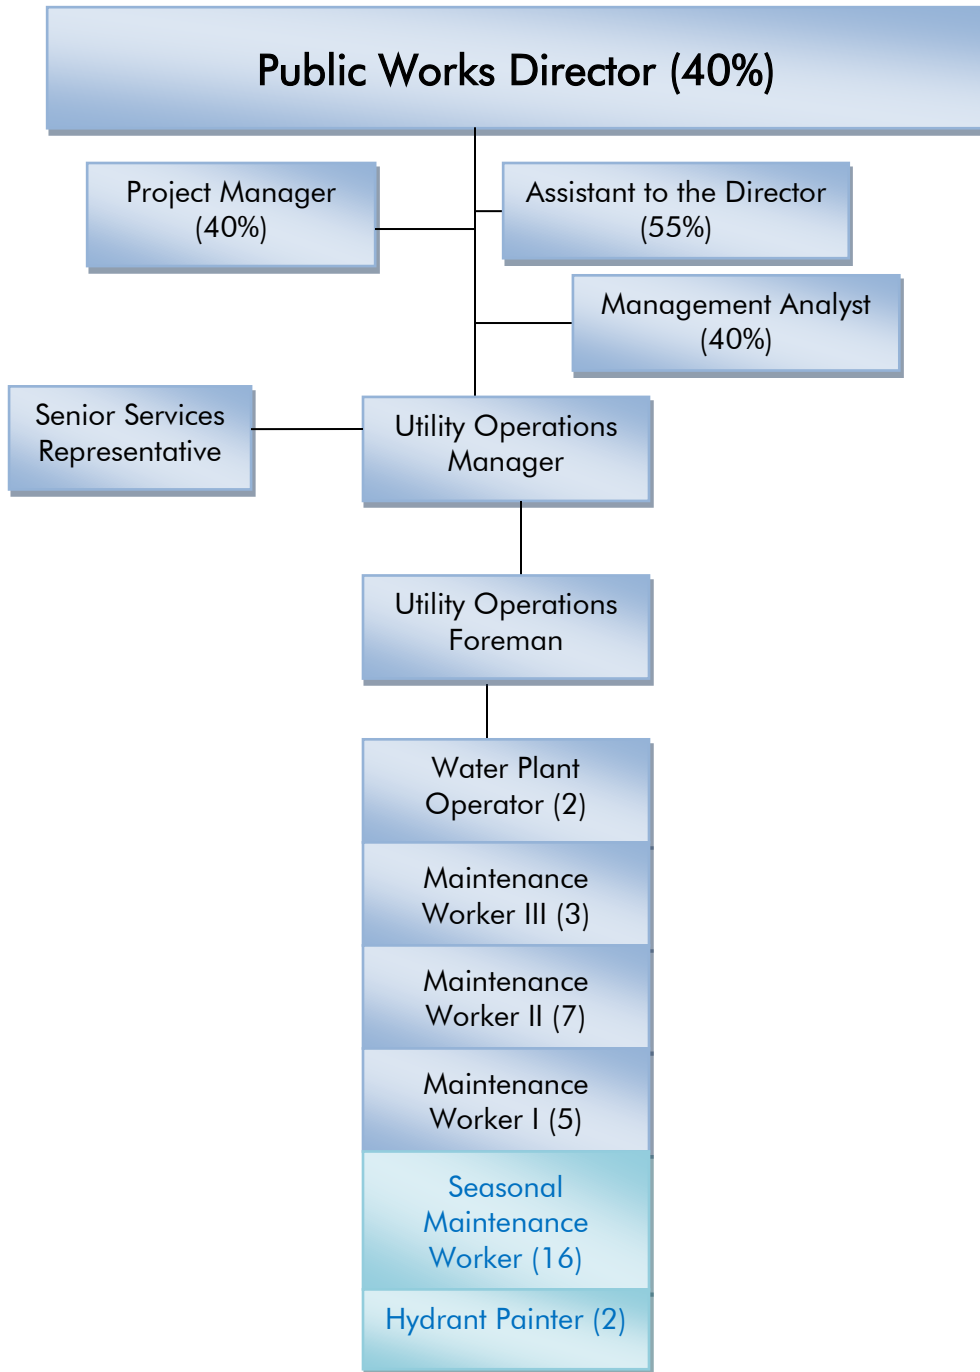 Public Works Director (40%)
Project Manager
(40%)
Assistant to the Director
(55%)
Management Analyst
(40%)
Senior Services
Representative
Utility Operations
Manager
Utility Operations
Foreman
Water Plant
Operator (2)
Maintenance
Worker III (3)
Maintenance
Worker II (7)
Maintenance
Worker I (5)
Seasonal
Maintenance
Worker (16)
Hydrant Painter (2)